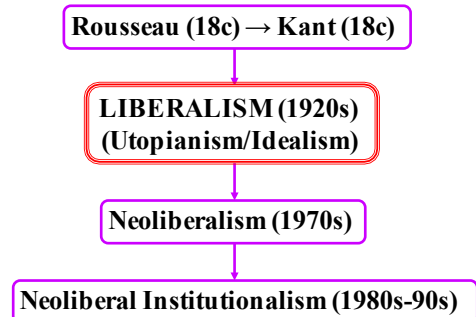 Rousseau (18c) → Kant (18c)
LIBERALISM (1920s)
(Utopianism/Idealism)
Neoliberalism (1970s)
Neoliberal Institutionalism (1980s-90s)